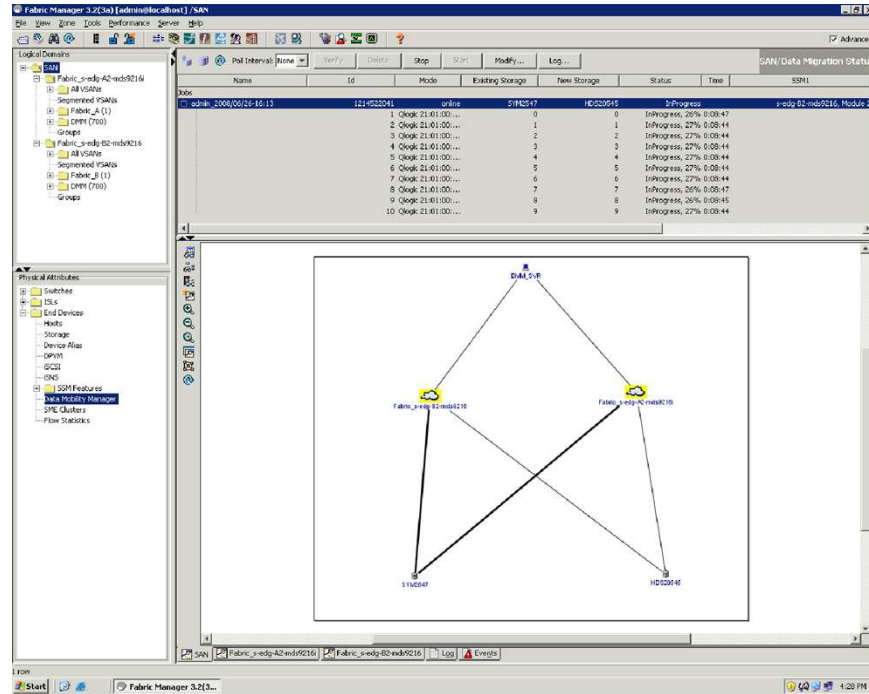 Fabric Manager 3.2(3a) [admin@localhost] /SAN
File View Zone Tools Performance Server Help
Advance
Logical Domains
SAN
Fabric_s-edg-A2-mds9216i
All VSANs
Segmented VSANs
Fabric_A (1)
DMM (700)
Groups
Fabric_s-edg-B2-mds9216
All VSANs
Segmented VSANs
Fabric_B (1)
DMM (700)
Groups
Poll Interval: None Verify Delete Stop Start Modify... Log...
SAN/Data Migration Statu
Name Id Mode Existing Storage New Storage Status Time SSM1
Jobs
admin_2008/06/26-16:13 1214522041 online SYM2547 HDS20545 InProgress s-edg-B2-mds9216, Module 2
1 Qlogic 21:01:00:... 0 0 InProgress, 26% 0:08:47
2 Qlogic 21:01:00:... 1 1 InProgress, 27% 0:08:44
3 Qlogic 21:01:00:... 2 2 InProgress, 27% 0:08:44
4 Qlogic 21:01:00:... 3 3 InProgress, 27% 0:08:44
5 Qlogic 21:01:00:... 4 4 InProgress, 27% 0:08:44
6 Qlogic 21:01:00:... 5 5 InProgress, 27% 0:08:44
7 Qlogic 21:01:00:... 6 6 InProgress, 27% 0:08:44
8 Qlogic 21:01:00:... 7 7 InProgress, 26% 0:08:47
9 Qlogic 21:01:00:... 8 8 InProgress, 26% 0:08:45
10 Qlogic 21:01:00:... 9 9 InProgress, 27% 0:08:44
Physical Attributes
Switches
ISLs
End Devices
Hosts
Storage
Device Alias
DPVM
iSCSI
iSNS
SSM Features
Data Mobility Manager
SME Clusters
Flow Statistics
DMM_SVR
Fabric_s-edg-B2-mds9216
Fabric_s-edg-A2-mds9216i
SYM2547
HDS20545
SAN Fabric_s-edg-A2-mds9216i Fabric_s-edg-B2-mds9216 Log Events
1 row
Start Fabric Manager 3.2(3... 4:28 PM